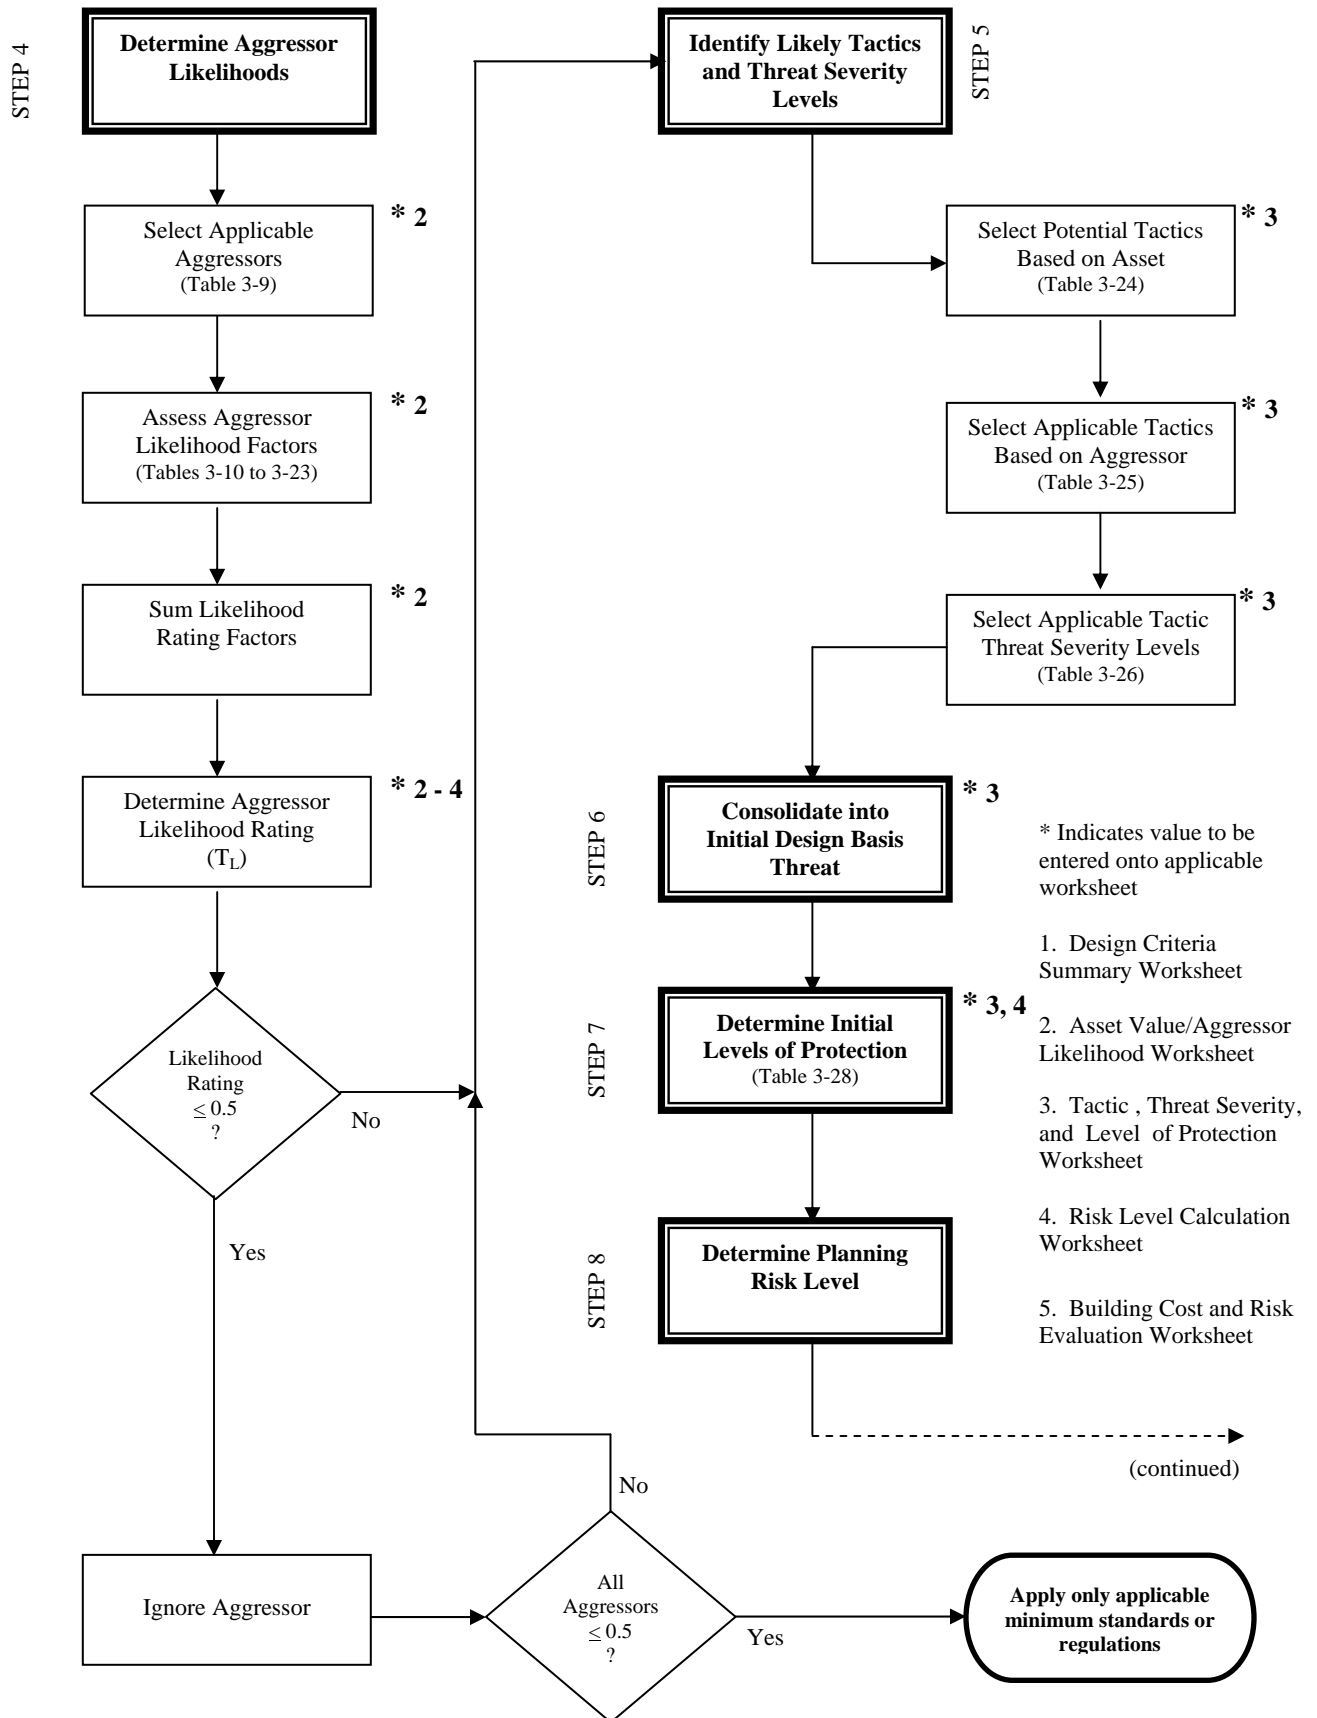 STEP 4
Determine Aggressor
Likelihoods
* 2
Select Applicable
Aggressors
(Table 3-9)
* 2
Assess Aggressor
Likelihood Factors
(Tables 3-10 to 3-23)
* 2
Sum Likelihood
Rating Factors
* 2 - 4
Determine Aggressor
Likelihood Rating
(TL)
Likelihood
Rating
≤ 0.5
?
No
Yes
Ignore Aggressor
All
Aggressors
≤ 0.5
?
No
Yes
Apply only applicable
minimum standards or
regulations
STEP 5
Identify Likely Tactics
and Threat Severity
Levels
* 3
Select Potential Tactics
Based on Asset
(Table 3-24)
* 3
Select Applicable Tactics
Based on Aggressor
(Table 3-25)
* 3
Select Applicable Tactic
Threat Severity Levels
(Table 3-26)
STEP 6
* 3
Consolidate into
Initial Design Basis
Threat
STEP 7
* 3, 4
Determine Initial
Levels of Protection
(Table 3-28)
STEP 8
Determine Planning
Risk Level
(continued)
* Indicates value to be
entered onto applicable
worksheet
1. Design Criteria
Summary Worksheet
2. Asset Value/Aggressor
Likelihood Worksheet
3. Tactic , Threat Severity,
and Level of Protection
Worksheet
4. Risk Level Calculation
Worksheet
5. Building Cost and Risk
Evaluation Worksheet